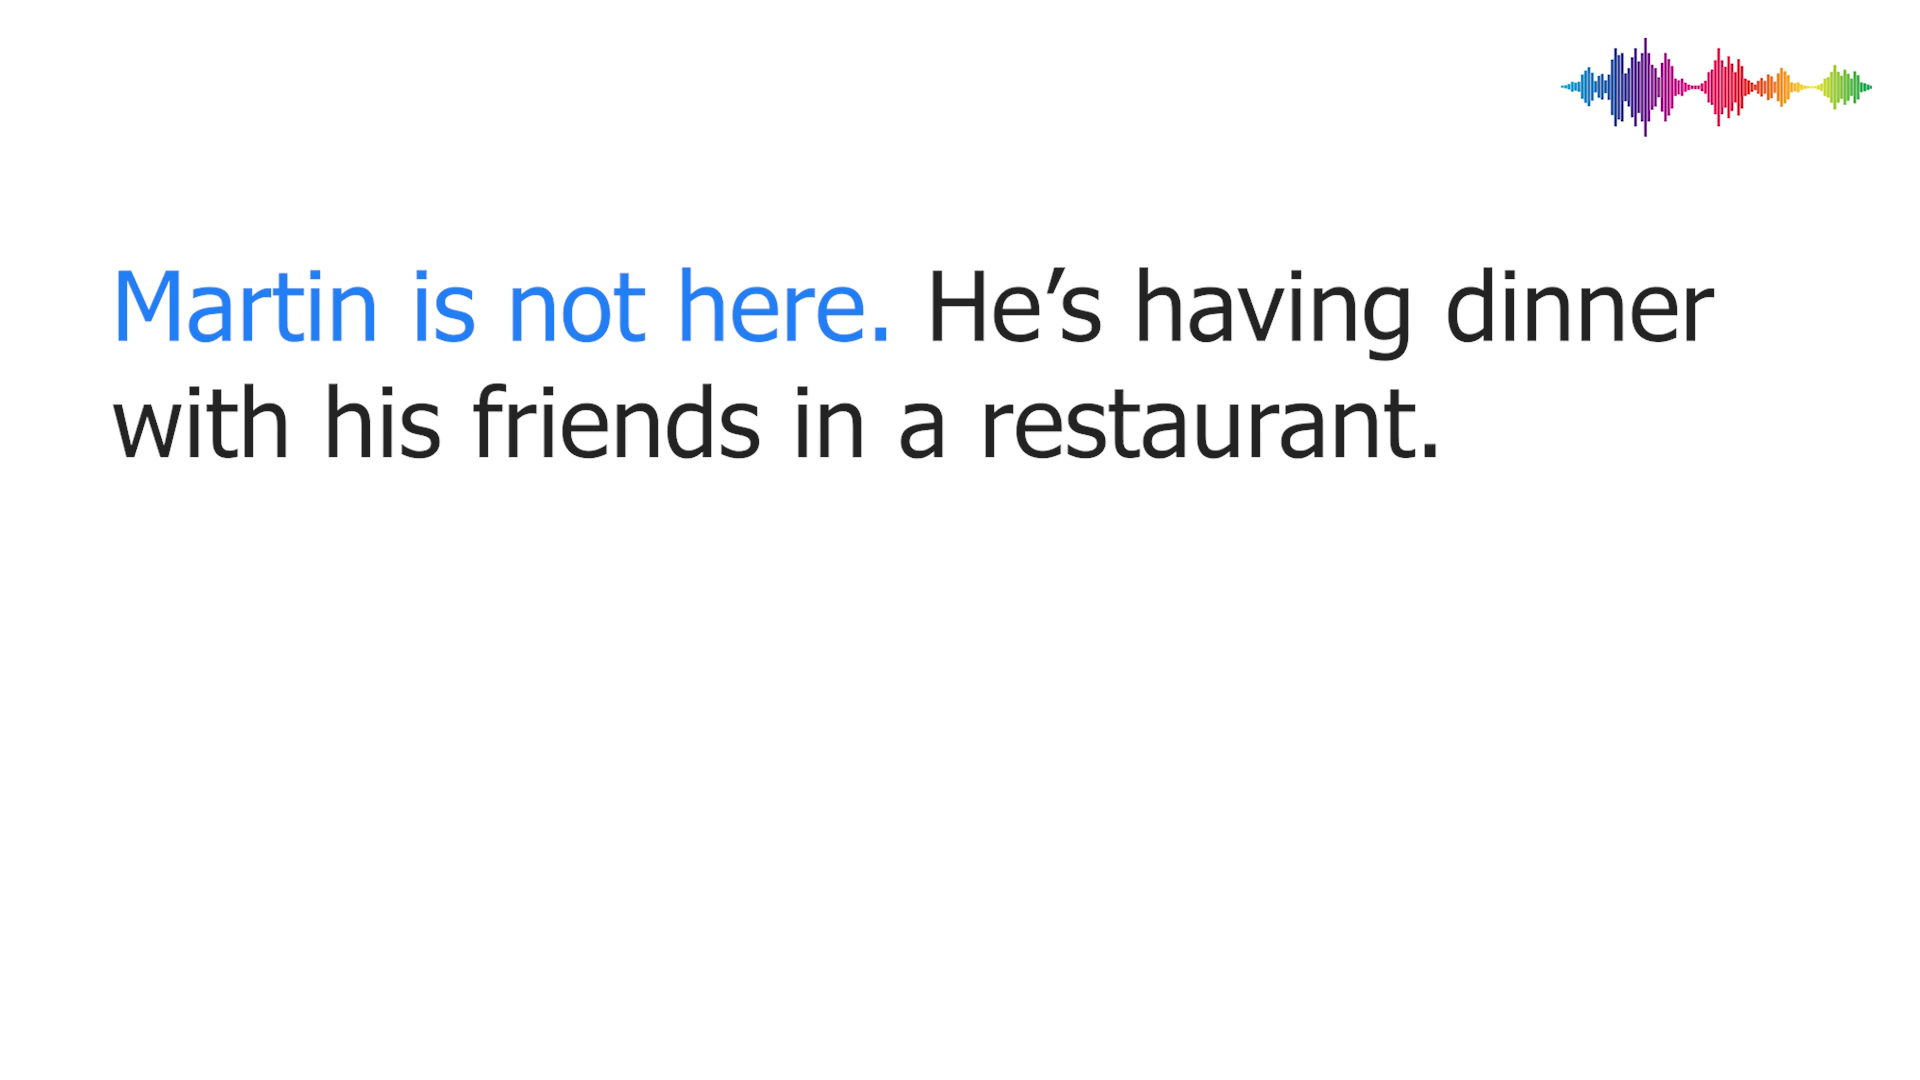 Martin is not here. He’s having dinner
with his friends in a restaurant.